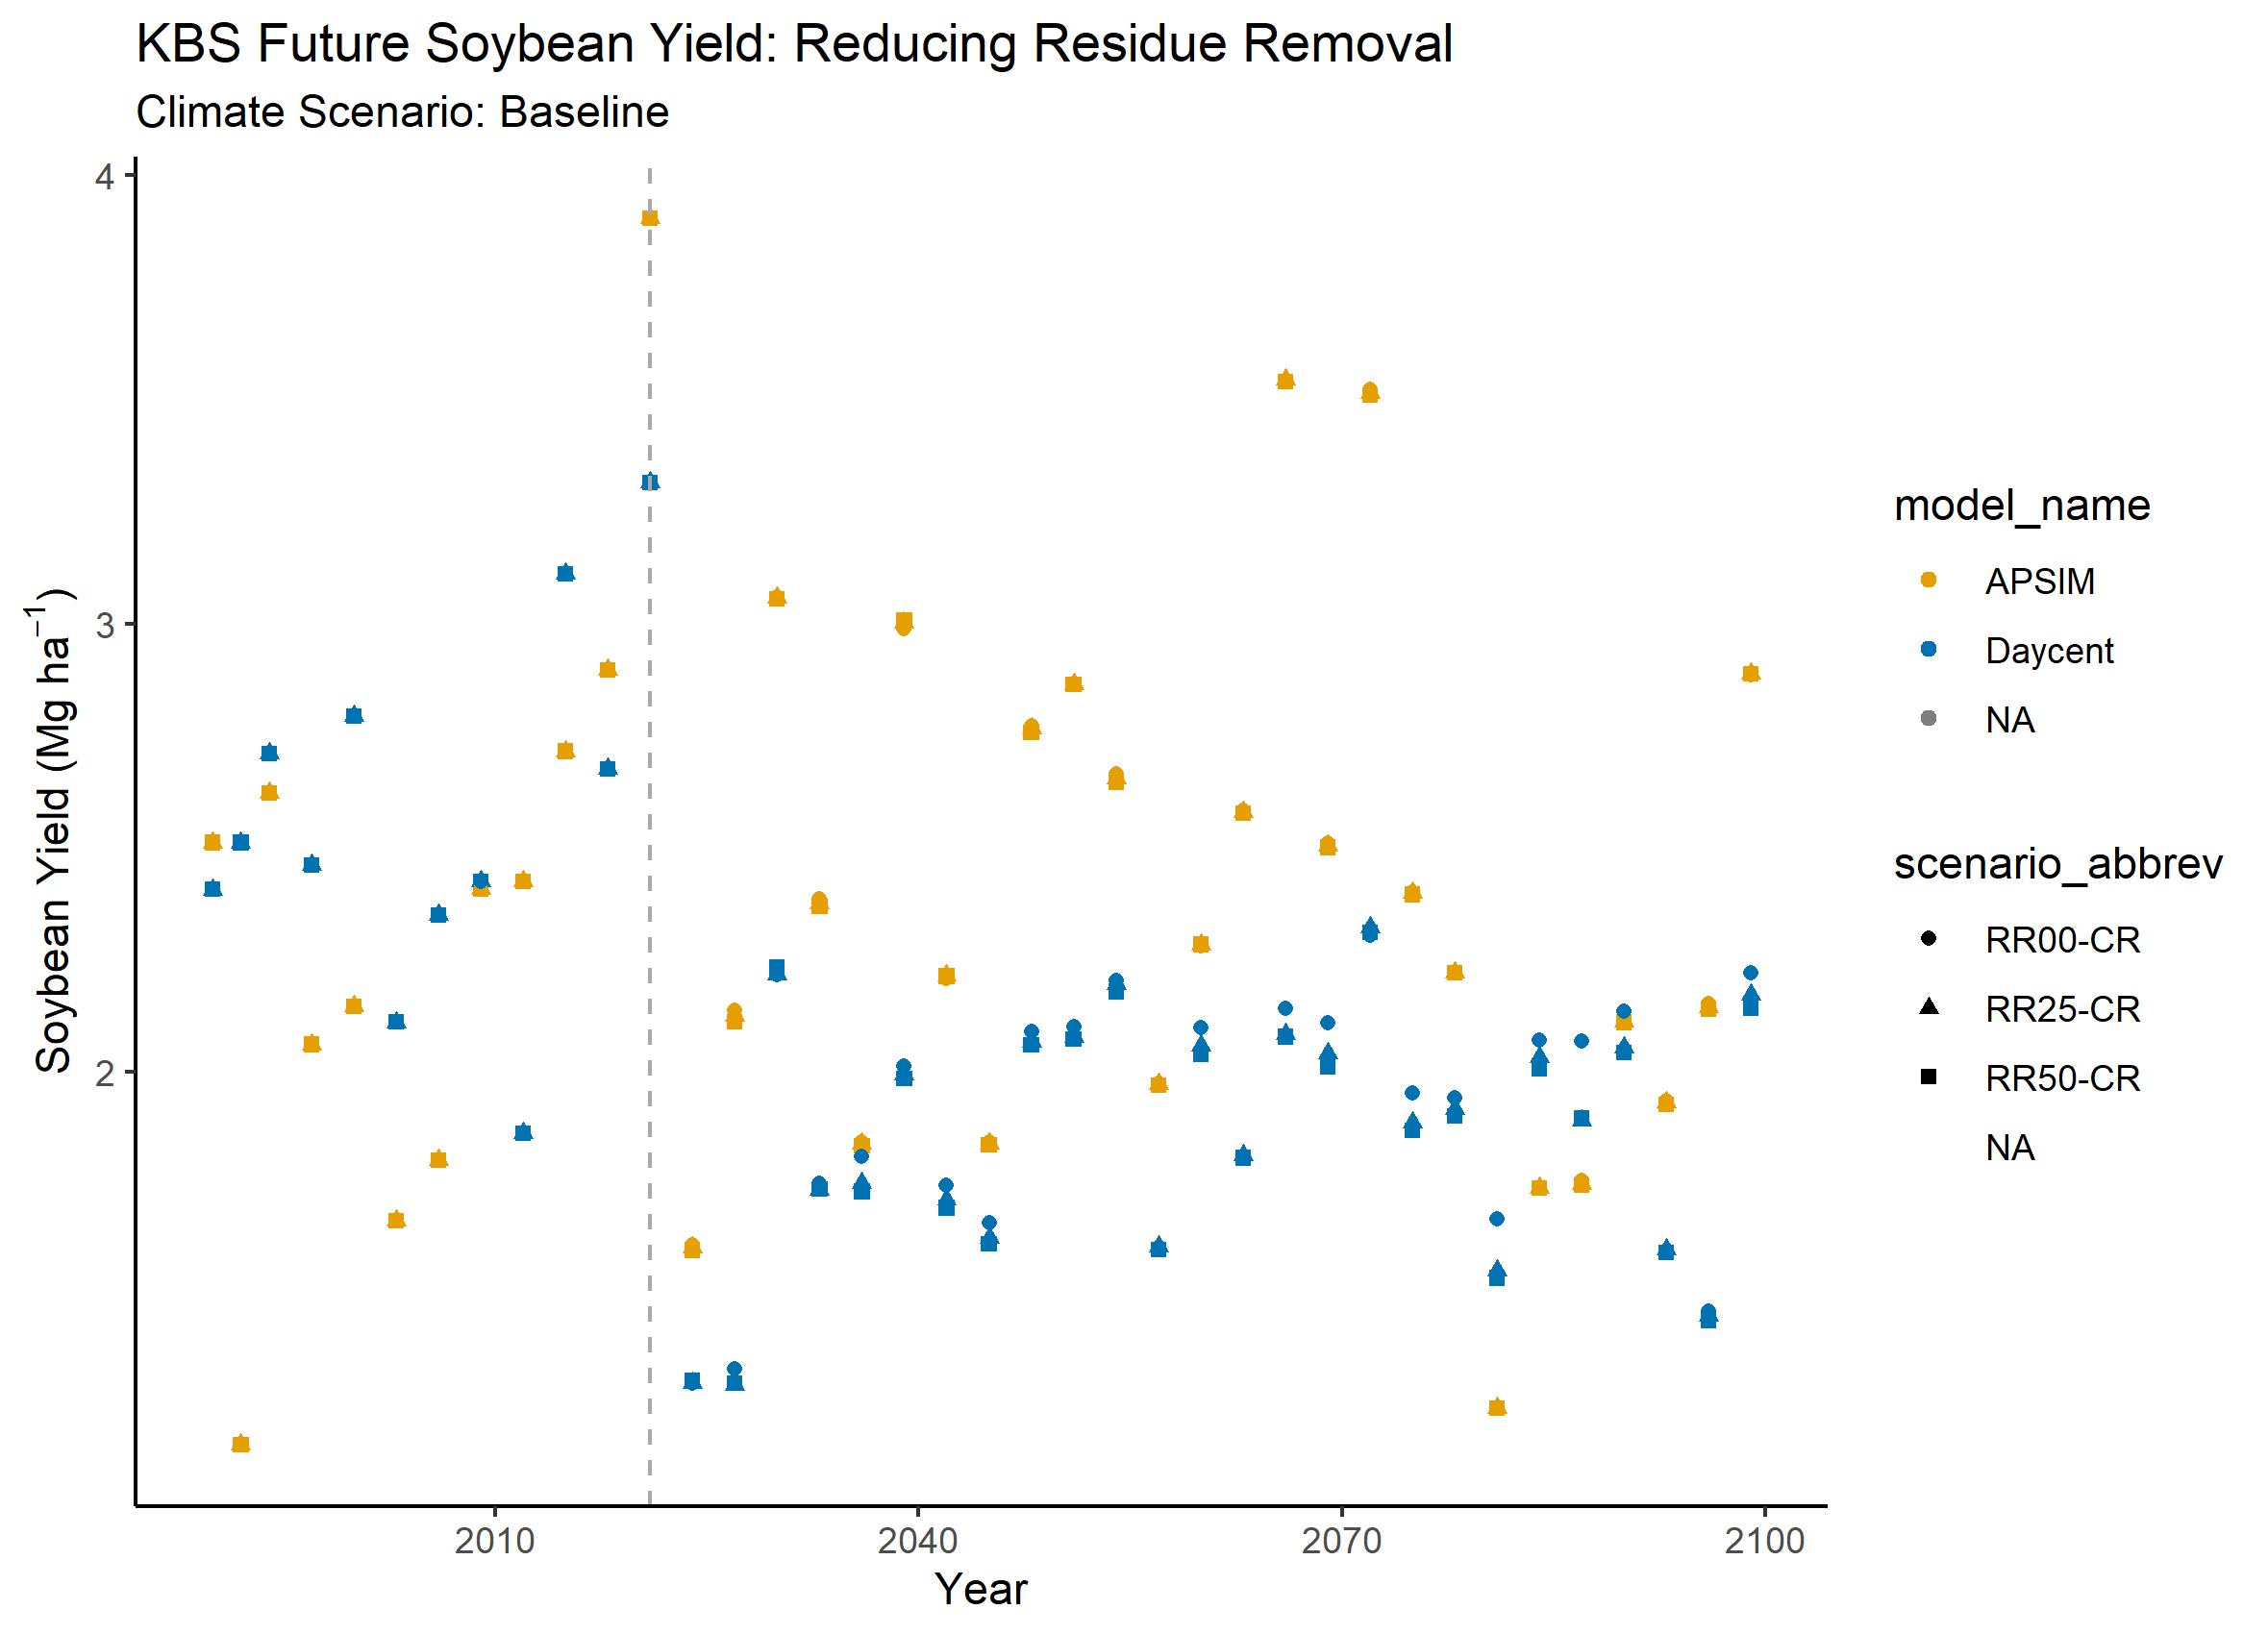 KBS Future Soybean Yield: Reducing Residue Removal
Climate Scenario: Baseline
4
3
2
Soybean Yield (Mg ha⁻¹)
2010
2040
2070
2100
Year
model_name
APSIM
Daycent
NA
scenario_abbrev
RR00-CR
RR25-CR
RR50-CR
NA